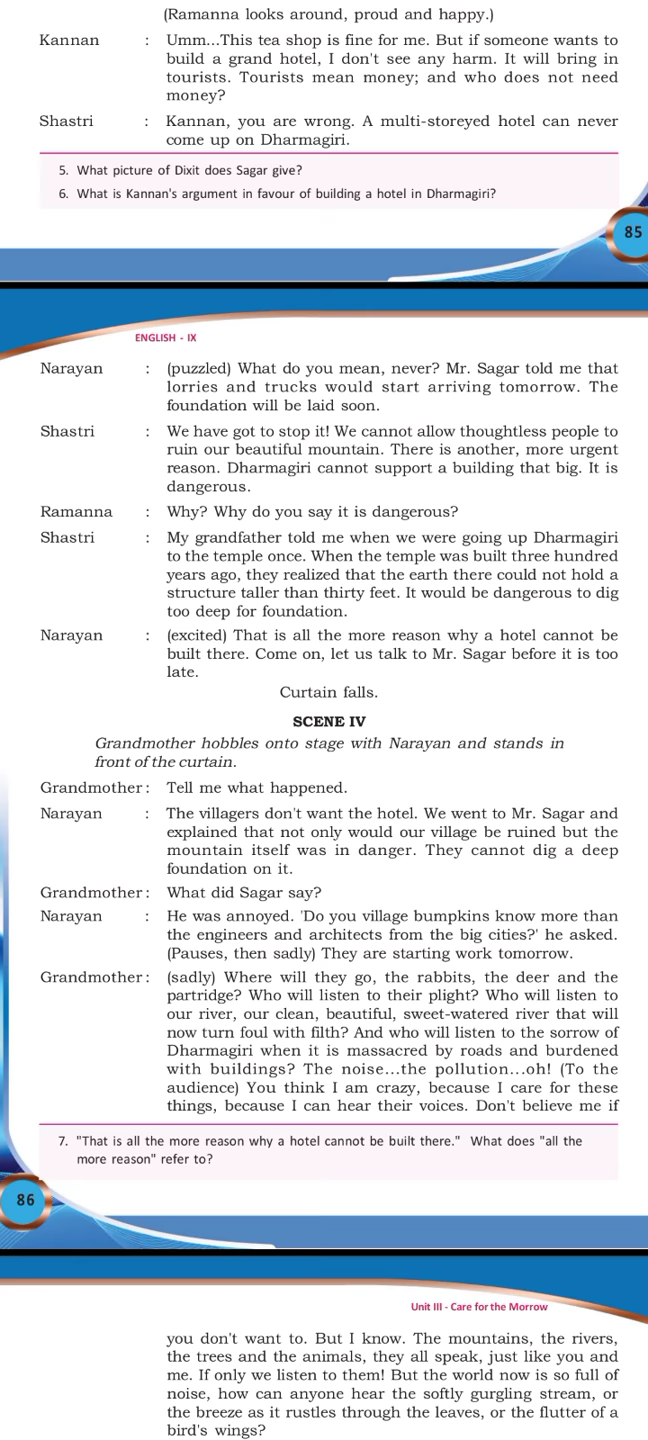 (Ramanna looks around, proud and happy.)
Kannan : Umm...This tea shop is fine for me. But if someone wants to
build a grand hotel, I don't see any harm. It will bring in
tourists. Tourists mean money; and who does not need
money?
Shastri : Kannan, you are wrong. A multi-storeyed hotel can never
come up on Dharmagiri.
5. What picture of Dixit does Sagar give?
6. What is Kannan's argument in favour of building a hotel in Dharmagiri?
85
ENGLISH - IX
Narayan : (puzzled) What do you mean, never? Mr. Sagar told me that
lorries and trucks would start arriving tomorrow. The
foundation will be laid soon.
Shastri : We have got to stop it! We cannot allow thoughtless people to
ruin our beautiful mountain. There is another, more urgent
reason. Dharmagiri cannot support a building that big. It is
dangerous.
Ramanna : Why? Why do you say it is dangerous?
Shastri : My grandfather told me when we were going up Dharmagiri
to the temple once. When the temple was built three hundred
years ago, they realized that the earth there could not hold a
structure taller than thirty feet. It would be dangerous to dig
too deep for foundation.
Narayan : (excited) That is all the more reason why a hotel cannot be
built there. Come on, let us talk to Mr. Sagar before it is too
late.
Curtain falls.
SCENE IV
Grandmother hobbles onto stage with Narayan and stands in
front of the curtain.
Grandmother : Tell me what happened.
Narayan : The villagers don't want the hotel. We went to Mr. Sagar and
explained that not only would our village be ruined but the
mountain itself was in danger. They cannot dig a deep
foundation on it.
Grandmother : What did Sagar say?
Narayan : He was annoyed. 'Do you village bumpkins know more than
the engineers and architects from the big cities?' he asked.
(Pauses, then sadly) They are starting work tomorrow.
Grandmother : (sadly) Where will they go, the rabbits, the deer and the
partridge? Who will listen to their plight? Who will listen to
our river, our clean, beautiful, sweet-watered river that will
now turn foul with filth? And who will listen to the sorrow of
Dharmagiri when it is massacred by roads and burdened
with buildings? The noise...the pollution...oh! (To the
audience) You think I am crazy, because I care for these
things, because I can hear their voices. Don't believe me if
7. "That is all the more reason why a hotel cannot be built there." What does "all the
more reason" refer to?
86
Unit III - Care for the Morrow
you don't want to. But I know. The mountains, the rivers,
the trees and the animals, they all speak, just like you and
me. If only we listen to them! But the world now is so full of
noise, how can anyone hear the softly gurgling stream, or
the breeze as it rustles through the leaves, or the flutter of a
bird's wings?